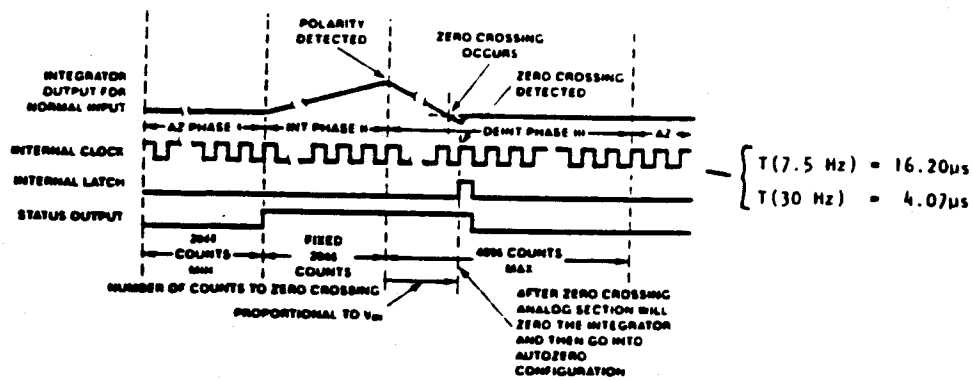 POLARITY
DETECTED
ZERO CROSSING
OCCURS
INTEGRATOR
OUTPUT FOR
NORMAL INPUT
ZERO CROSSING
DETECTED
AZ PHASE I
INT PHASE II
DEINT PHASE III
AZ
INTERNAL CLOCK
T(7.5 Hz) = 16.20µs
T(30 Hz) = 4.07µs
INTERNAL LATCH
STATUS OUTPUT
2048
COUNTS
MIN
FIXED
2048
COUNTS
4096 COUNTS
MAX
NUMBER OF COUNTS TO ZERO CROSSING
PROPORTIONAL TO
AFTER ZERO CROSSING
ANALOG SECTION WILL
ZERO THE INTEGRATOR
AND THEN GO INTO
AUTOZERO
CONFIGURATION